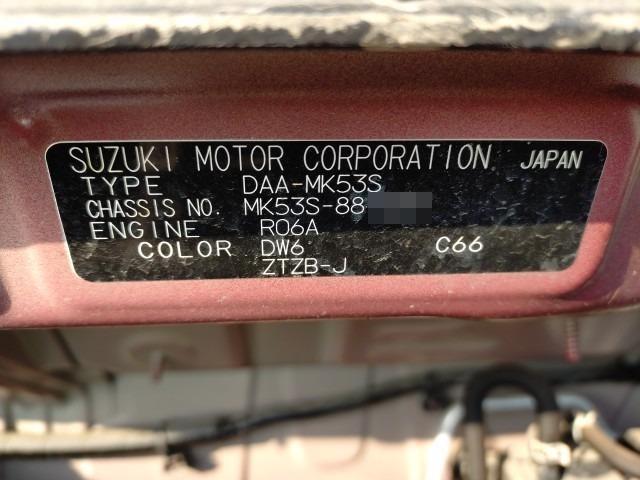 SUZUKI MOTOR CORPORATION JAPAN
TYPE DAA-MK53S
CHASSIS NO. MK53S-88
ENGINE R06A
COLOR DW6 C66
ZTZB-J